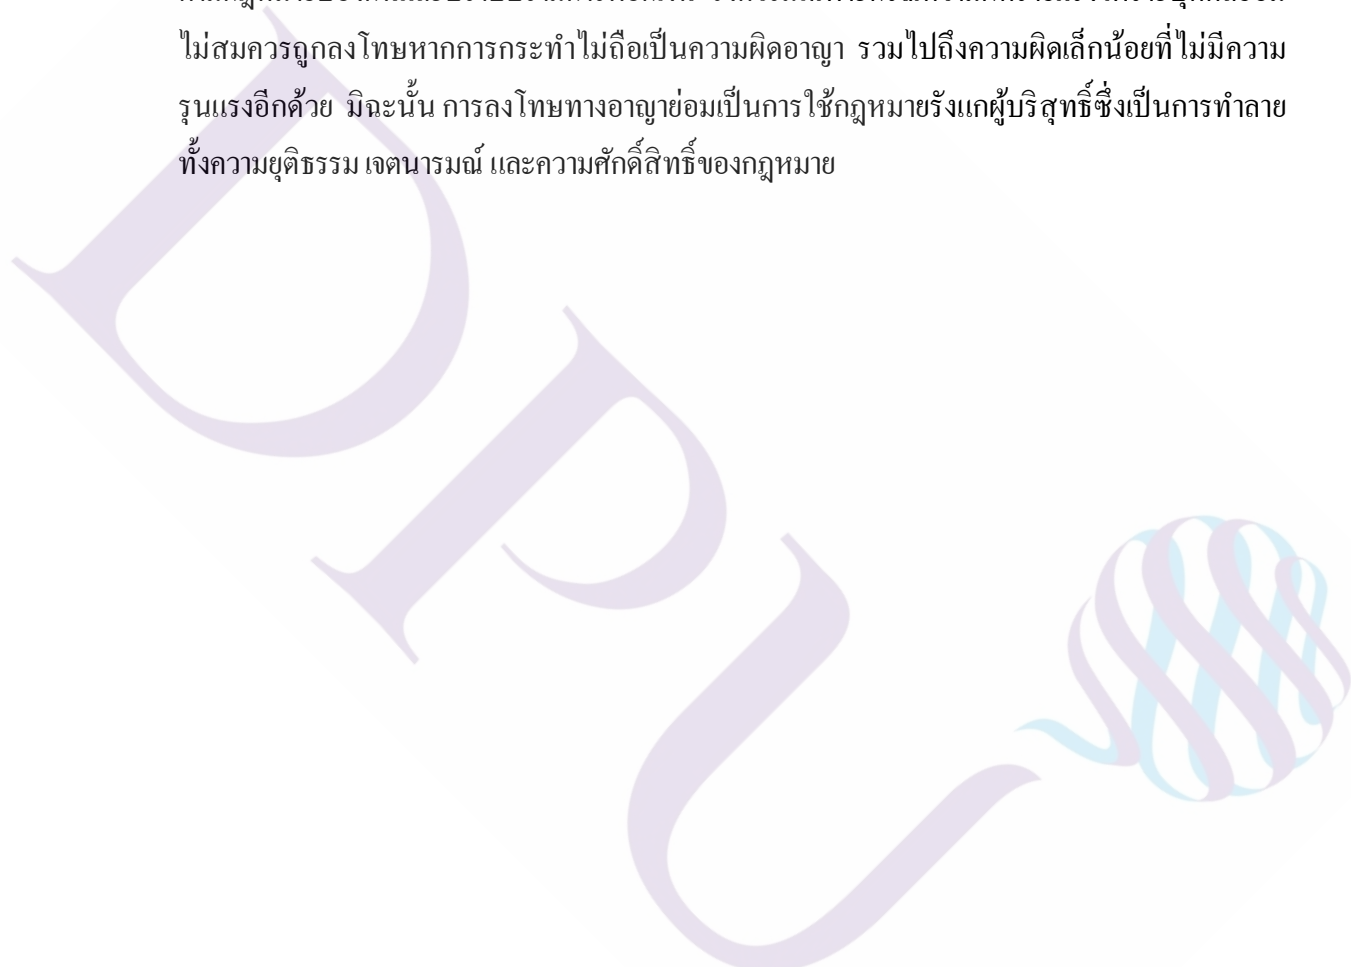 ไม่สมควรถูกลงโทษหากการกระทำไม่ถือเป็นความผิดอาญา รวมไปถึงความผิดเล็กน้อยที่ไม่มีความ
รุนแรงอีกด้วย มิฉะนั้น การลงโทษทางอาญาย่อมเป็นการใช้กฎหมายรังแกผู้บริสุทธิ์ซึ่งเป็นการทำลาย
ทั้งความยุติธรรม เจตนารมณ์ และความศักดิ์สิทธิ์ของกฎหมาย
DPU